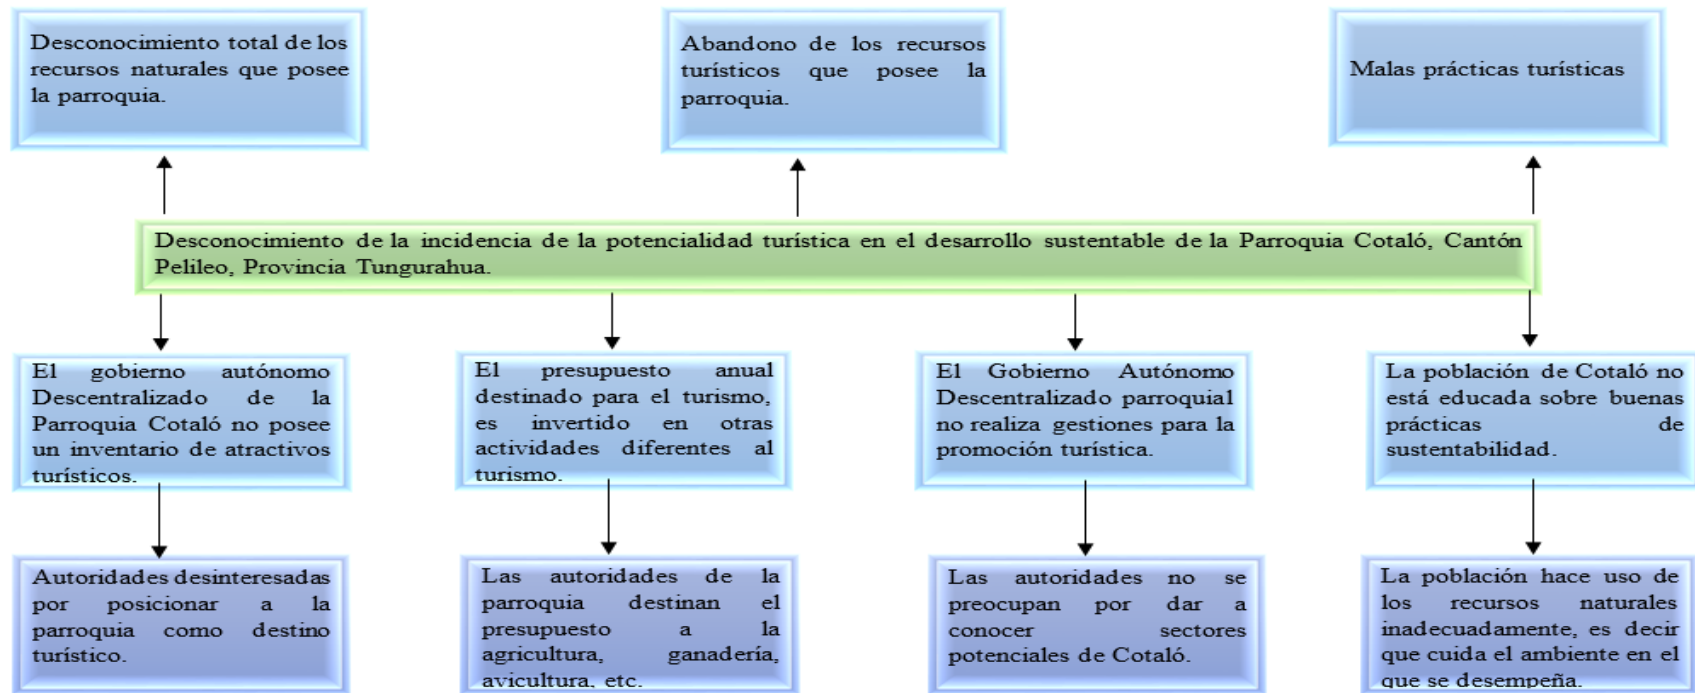 Desconocimiento total de los
recursos naturales que posee
la parroquia.
Abandono de los recursos
turísticos que posee la
parroquia.
Malas prácticas turísticas
Desconocimiento de la incidencia de la potencialidad turística en el desarrollo sustentable de la Parroquia Cotaló, Cantón
Pelileo, Provincia Tungurahua.
El gobierno autónomo
Descentralizado de la
Parroquia Cotaló no posee
un inventario de atractivos
turísticos.
El presupuesto anual
destinado para el turismo,
es invertido en otras
actividades diferentes al
turismo.
El Gobierno Autónomo
Descentralizado parroquial
no realiza gestiones para la
promoción turística.
La población de Cotaló no
está educada sobre buenas
prácticas de
sustentabilidad.
Autoridades desinteresadas
por posicionar a la
parroquia como destino
turístico.
Las autoridades de la
parroquia destinan el
presupuesto a la
agricultura, ganadería,
avicultura, etc.
Las autoridades no se
preocupan por dar a
conocer sectores
potenciales de Cotaló.
La población hace uso de
los recursos naturales
inadecuadamente, es decir
que cuida el ambiente en el
que se desempeña.